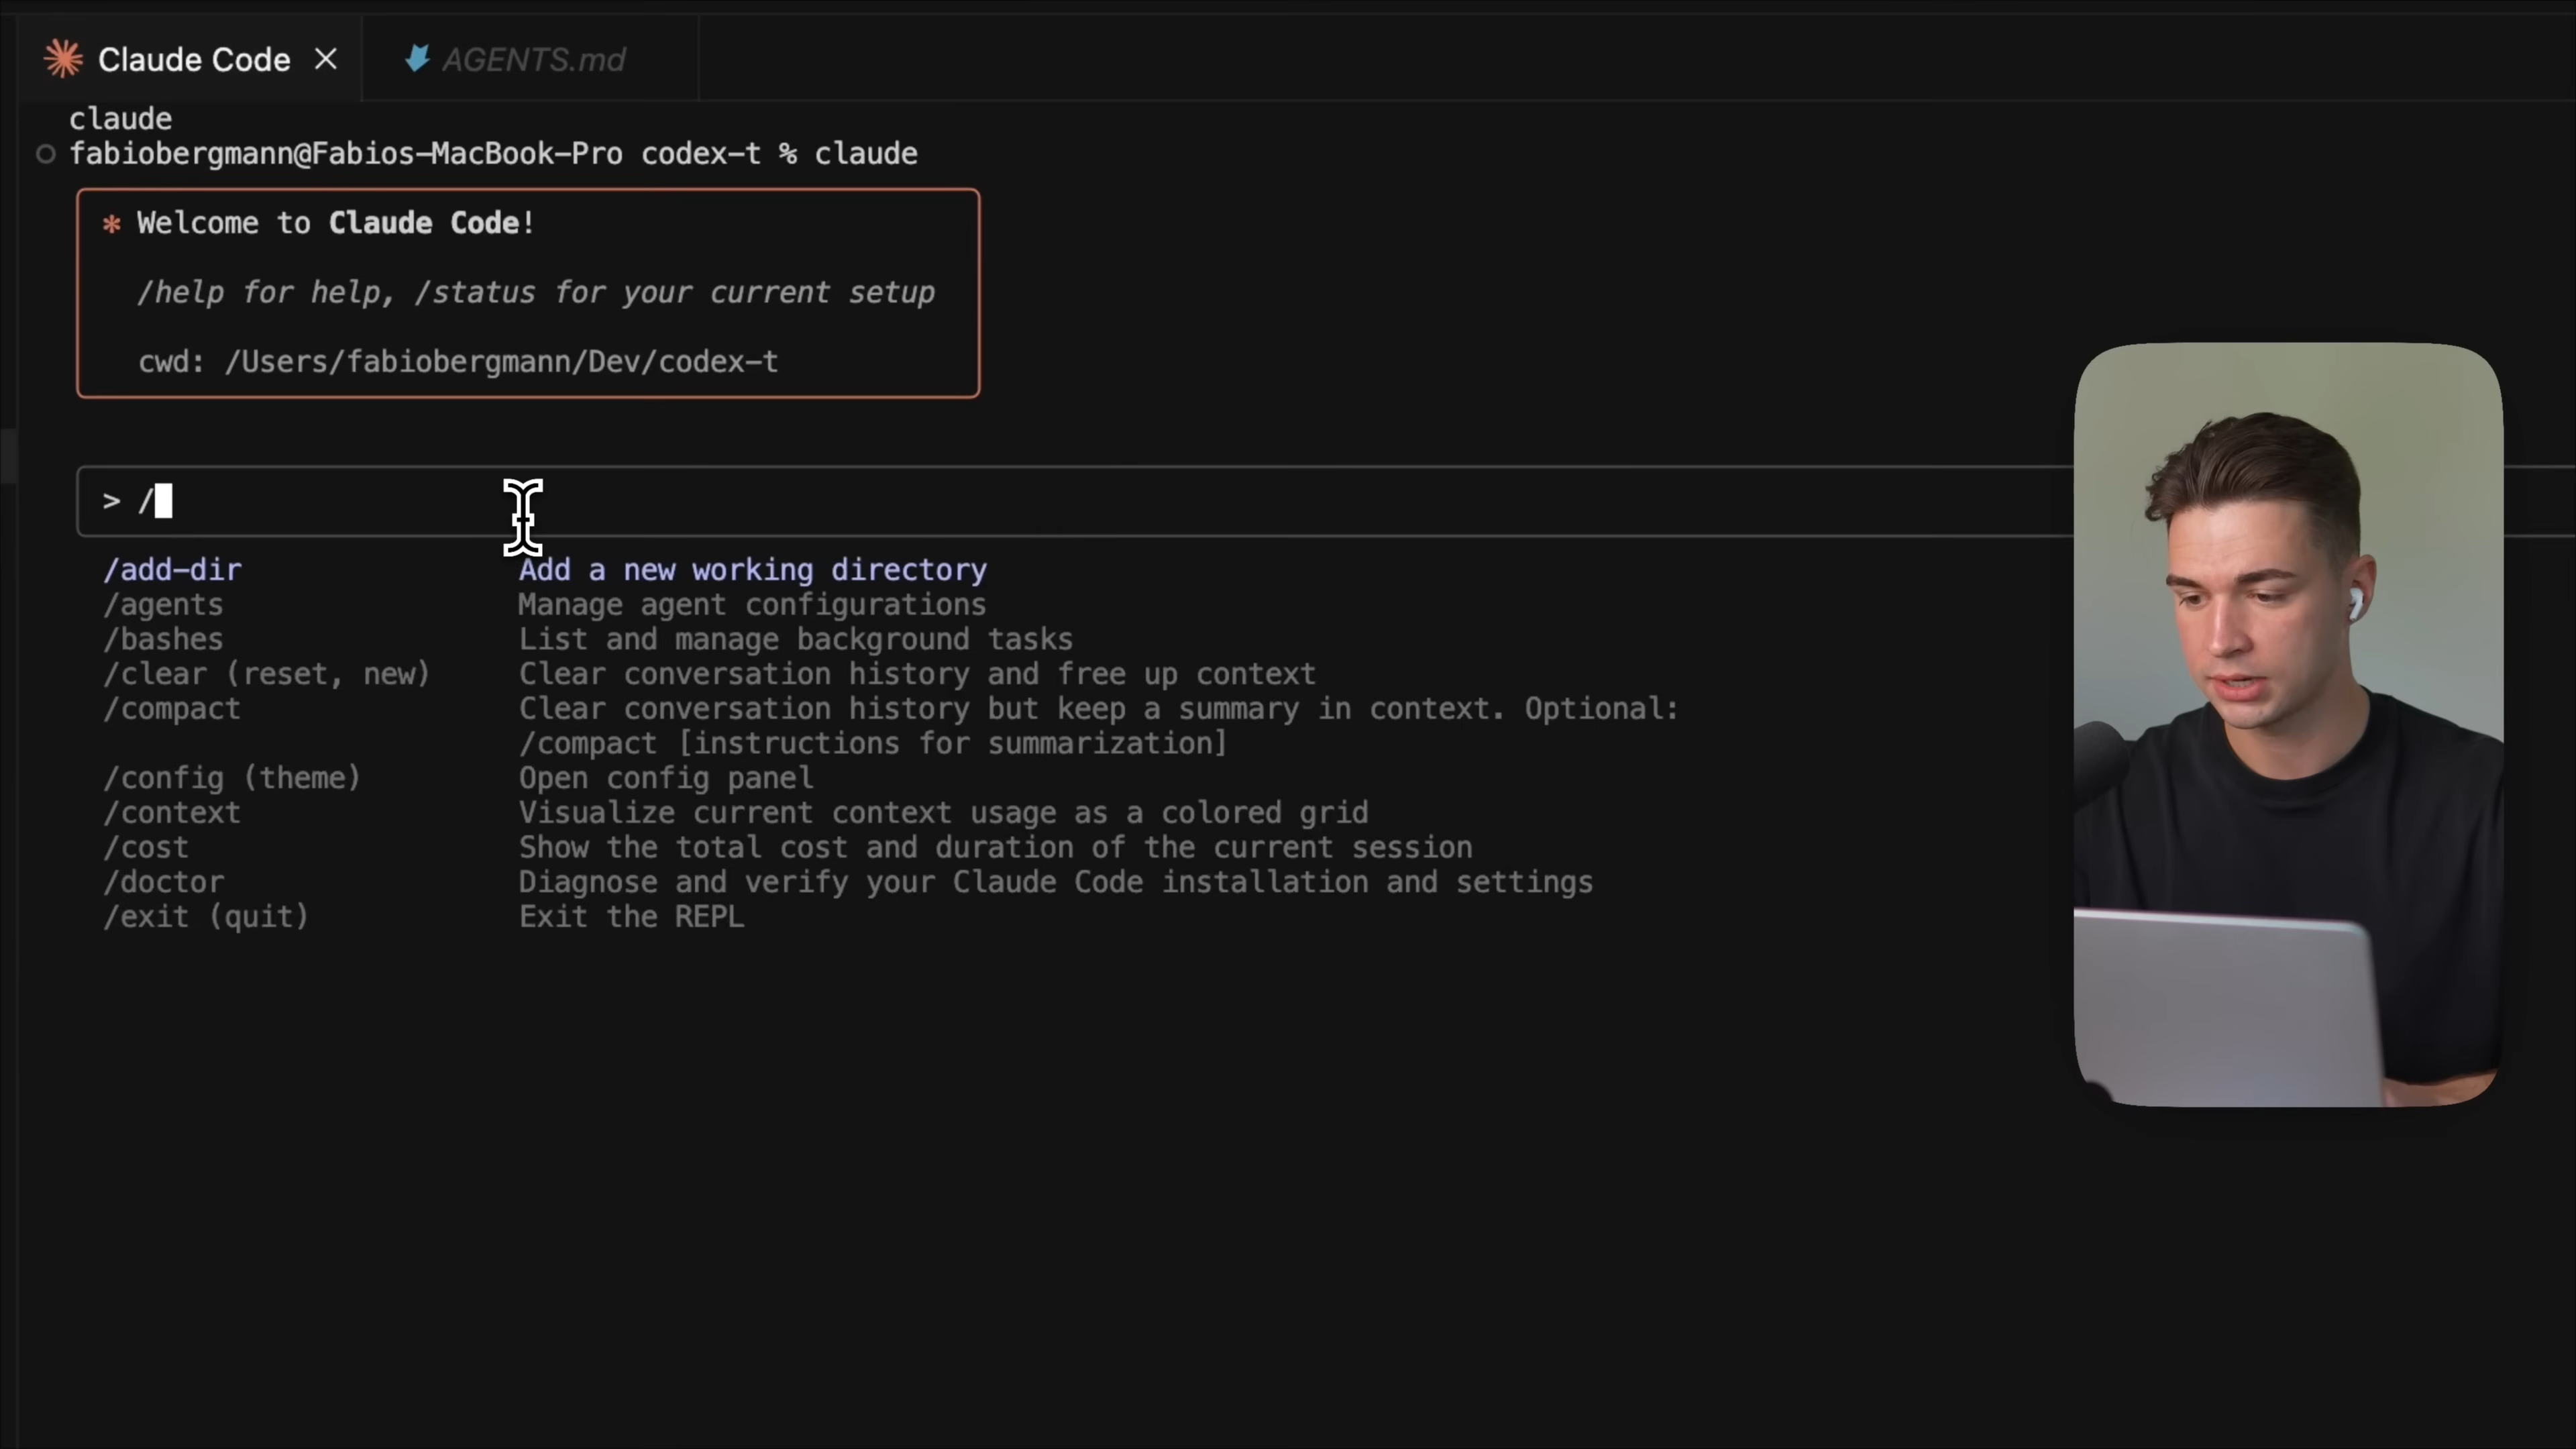 Claude Code
AGENTS.md
claude
fabiobergmann@Fabios-MacBook-Pro codex-t % claude
* Welcome to Claude Code!
/help for help, /status for your current setup
cwd: /Users/fabiobergmann/Dev/codex-t
> /
/add-dir Add a new working directory
/agents Manage agent configurations
/bashes List and manage background tasks
/clear (reset, new) Clear conversation history and free up context
/compact Clear conversation history but keep a summary in context. Optional:
/compact [instructions for summarization]
/config (theme) Open config panel
/context Visualize current context usage as a colored grid
/cost Show the total cost and duration of the current session
/doctor Diagnose and verify your Claude Code installation and settings
/exit (quit) Exit the REPL